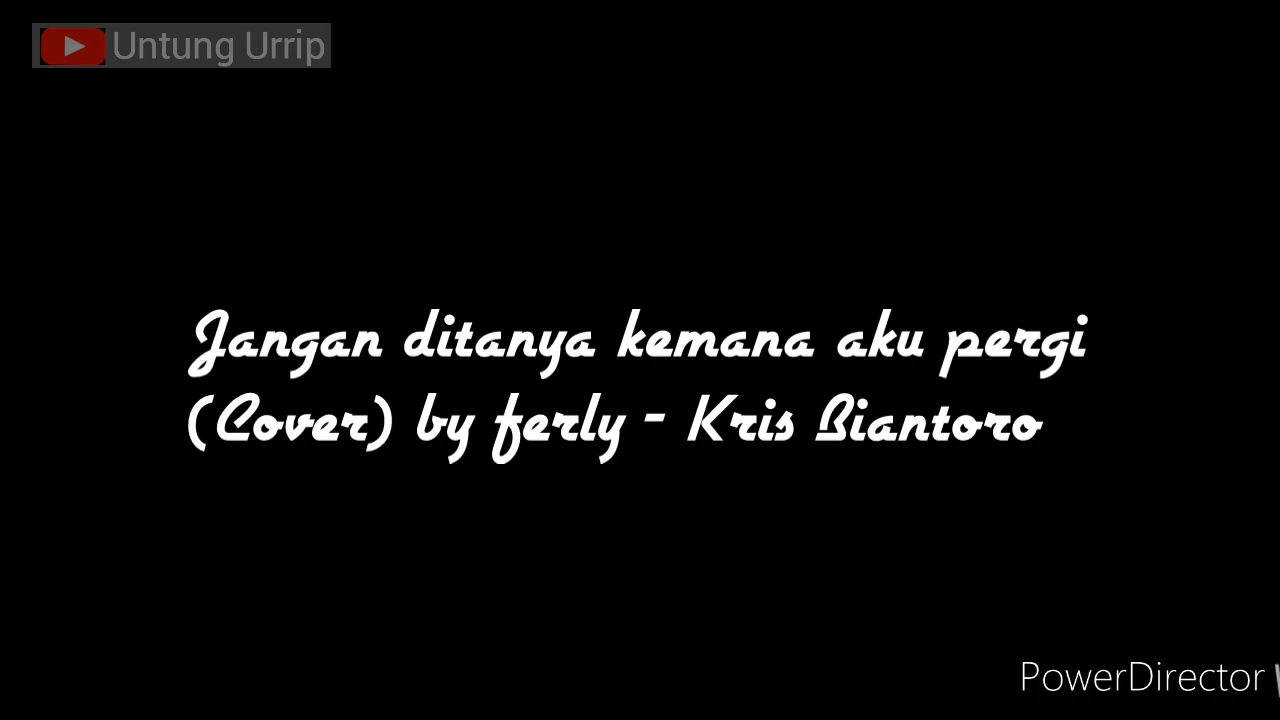 Untung Urrip
Jangan ditanya kemana aku pergi
(Cover) by ferly - Kris Biantoro
PowerDirector